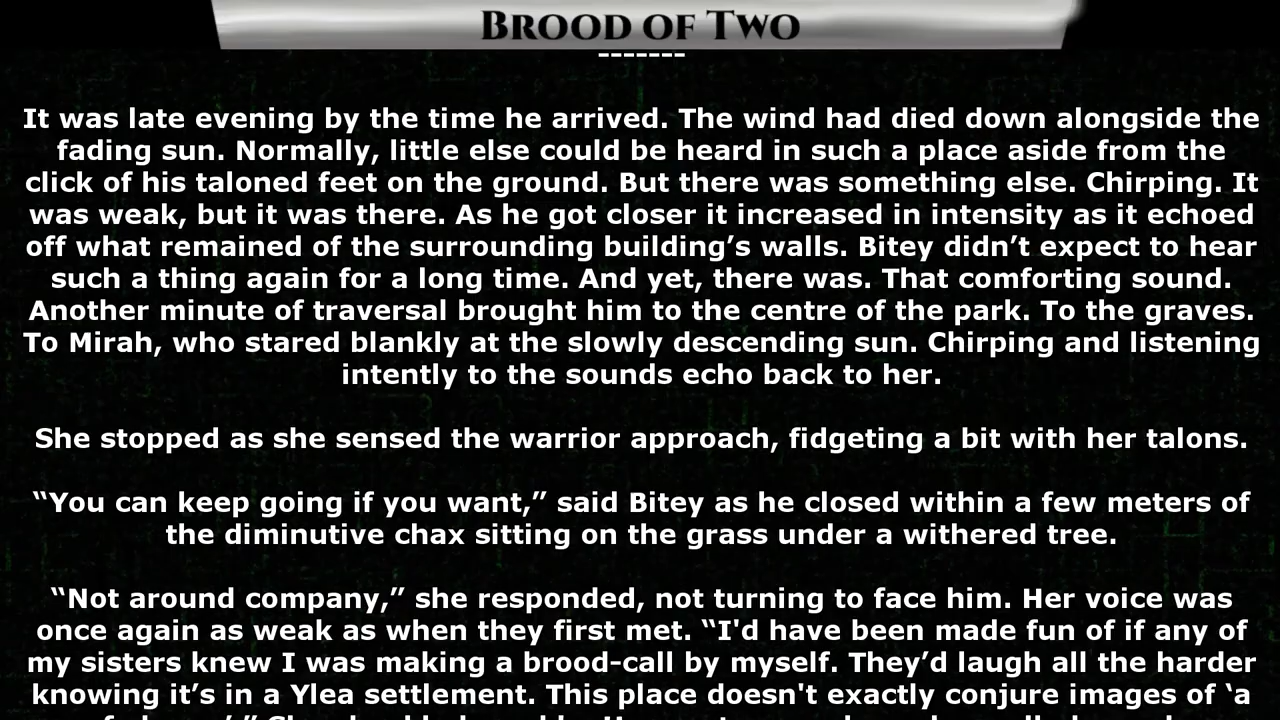 Brood of Two
-------
It was late evening by the time he arrived. The wind had died down alongside the
fading sun. Normally, little else could be heard in such a place aside from the
click of his taloned feet on the ground. But there was something else. Chirping. It
was weak, but it was there. As he got closer it increased in intensity as it echoed
off what remained of the surrounding building’s walls. Bitey didn’t expect to hear
such a thing again for a long time. And yet, there was. That comforting sound.
Another minute of traversal brought him to the centre of the park. To the graves.
To Mirah, who stared blankly at the slowly descending sun. Chirping and listening
intently to the sounds echo back to her.
She stopped as she sensed the warrior approach, fidgeting a bit with her talons.
“You can keep going if you want,” said Bitey as he closed within a few meters of
the diminutive chax sitting on the grass under a withered tree.
“Not around company,” she responded, not turning to face him. Her voice was
once again as weak as when they first met. “I'd have been made fun of if any of
my sisters knew I was making a brood-call by myself. They’d laugh all the harder
knowing it’s in a Ylea settlement. This place doesn't exactly conjure images of ‘a